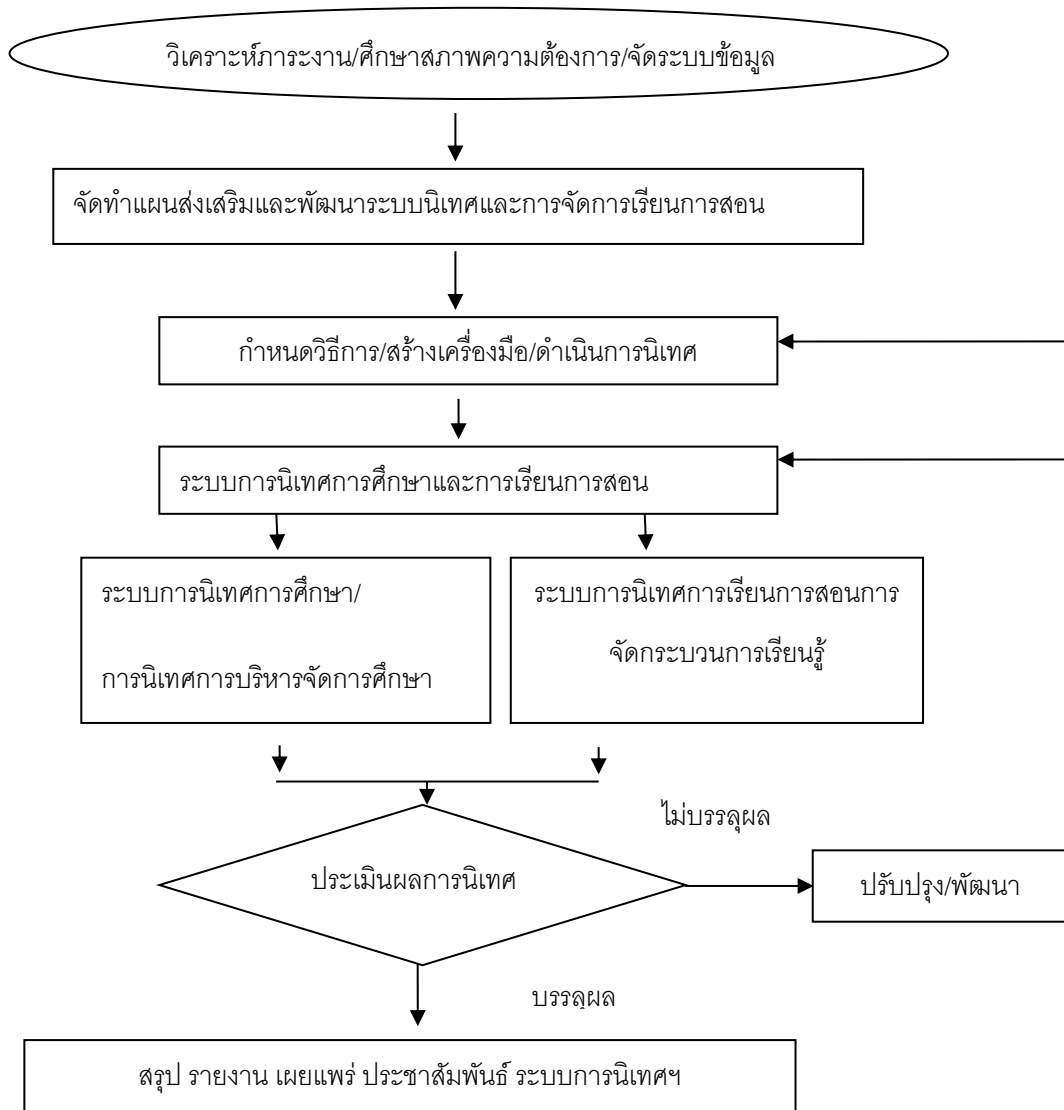 วิเคราะห์ภาระงาน/ศึกษาสภาพความต้องการ/จัดระบบข้อมูล
จัดทำแผนส่งเสริมและพัฒนาระบบนิเทศและการจัดการเรียนการสอน
กำหนดวิธีการ/สร้างเครื่องมือ/ดำเนินการนิเทศ
ระบบการนิเทศการศึกษาและการเรียนการสอน
ระบบการนิเทศการศึกษา/
การนิเทศการบริหารจัดการศึกษา
ระบบการนิเทศการเรียนการสอนการ
จัดกระบวนการเรียนรู้
ไม่บรรลุผล
ประเมินผลการนิเทศ
ปรับปรุง/พัฒนา
บรรลุผล
สรุป รายงาน เผยแพร่ ประชาสัมพันธ์ ระบบการนิเทศฯ